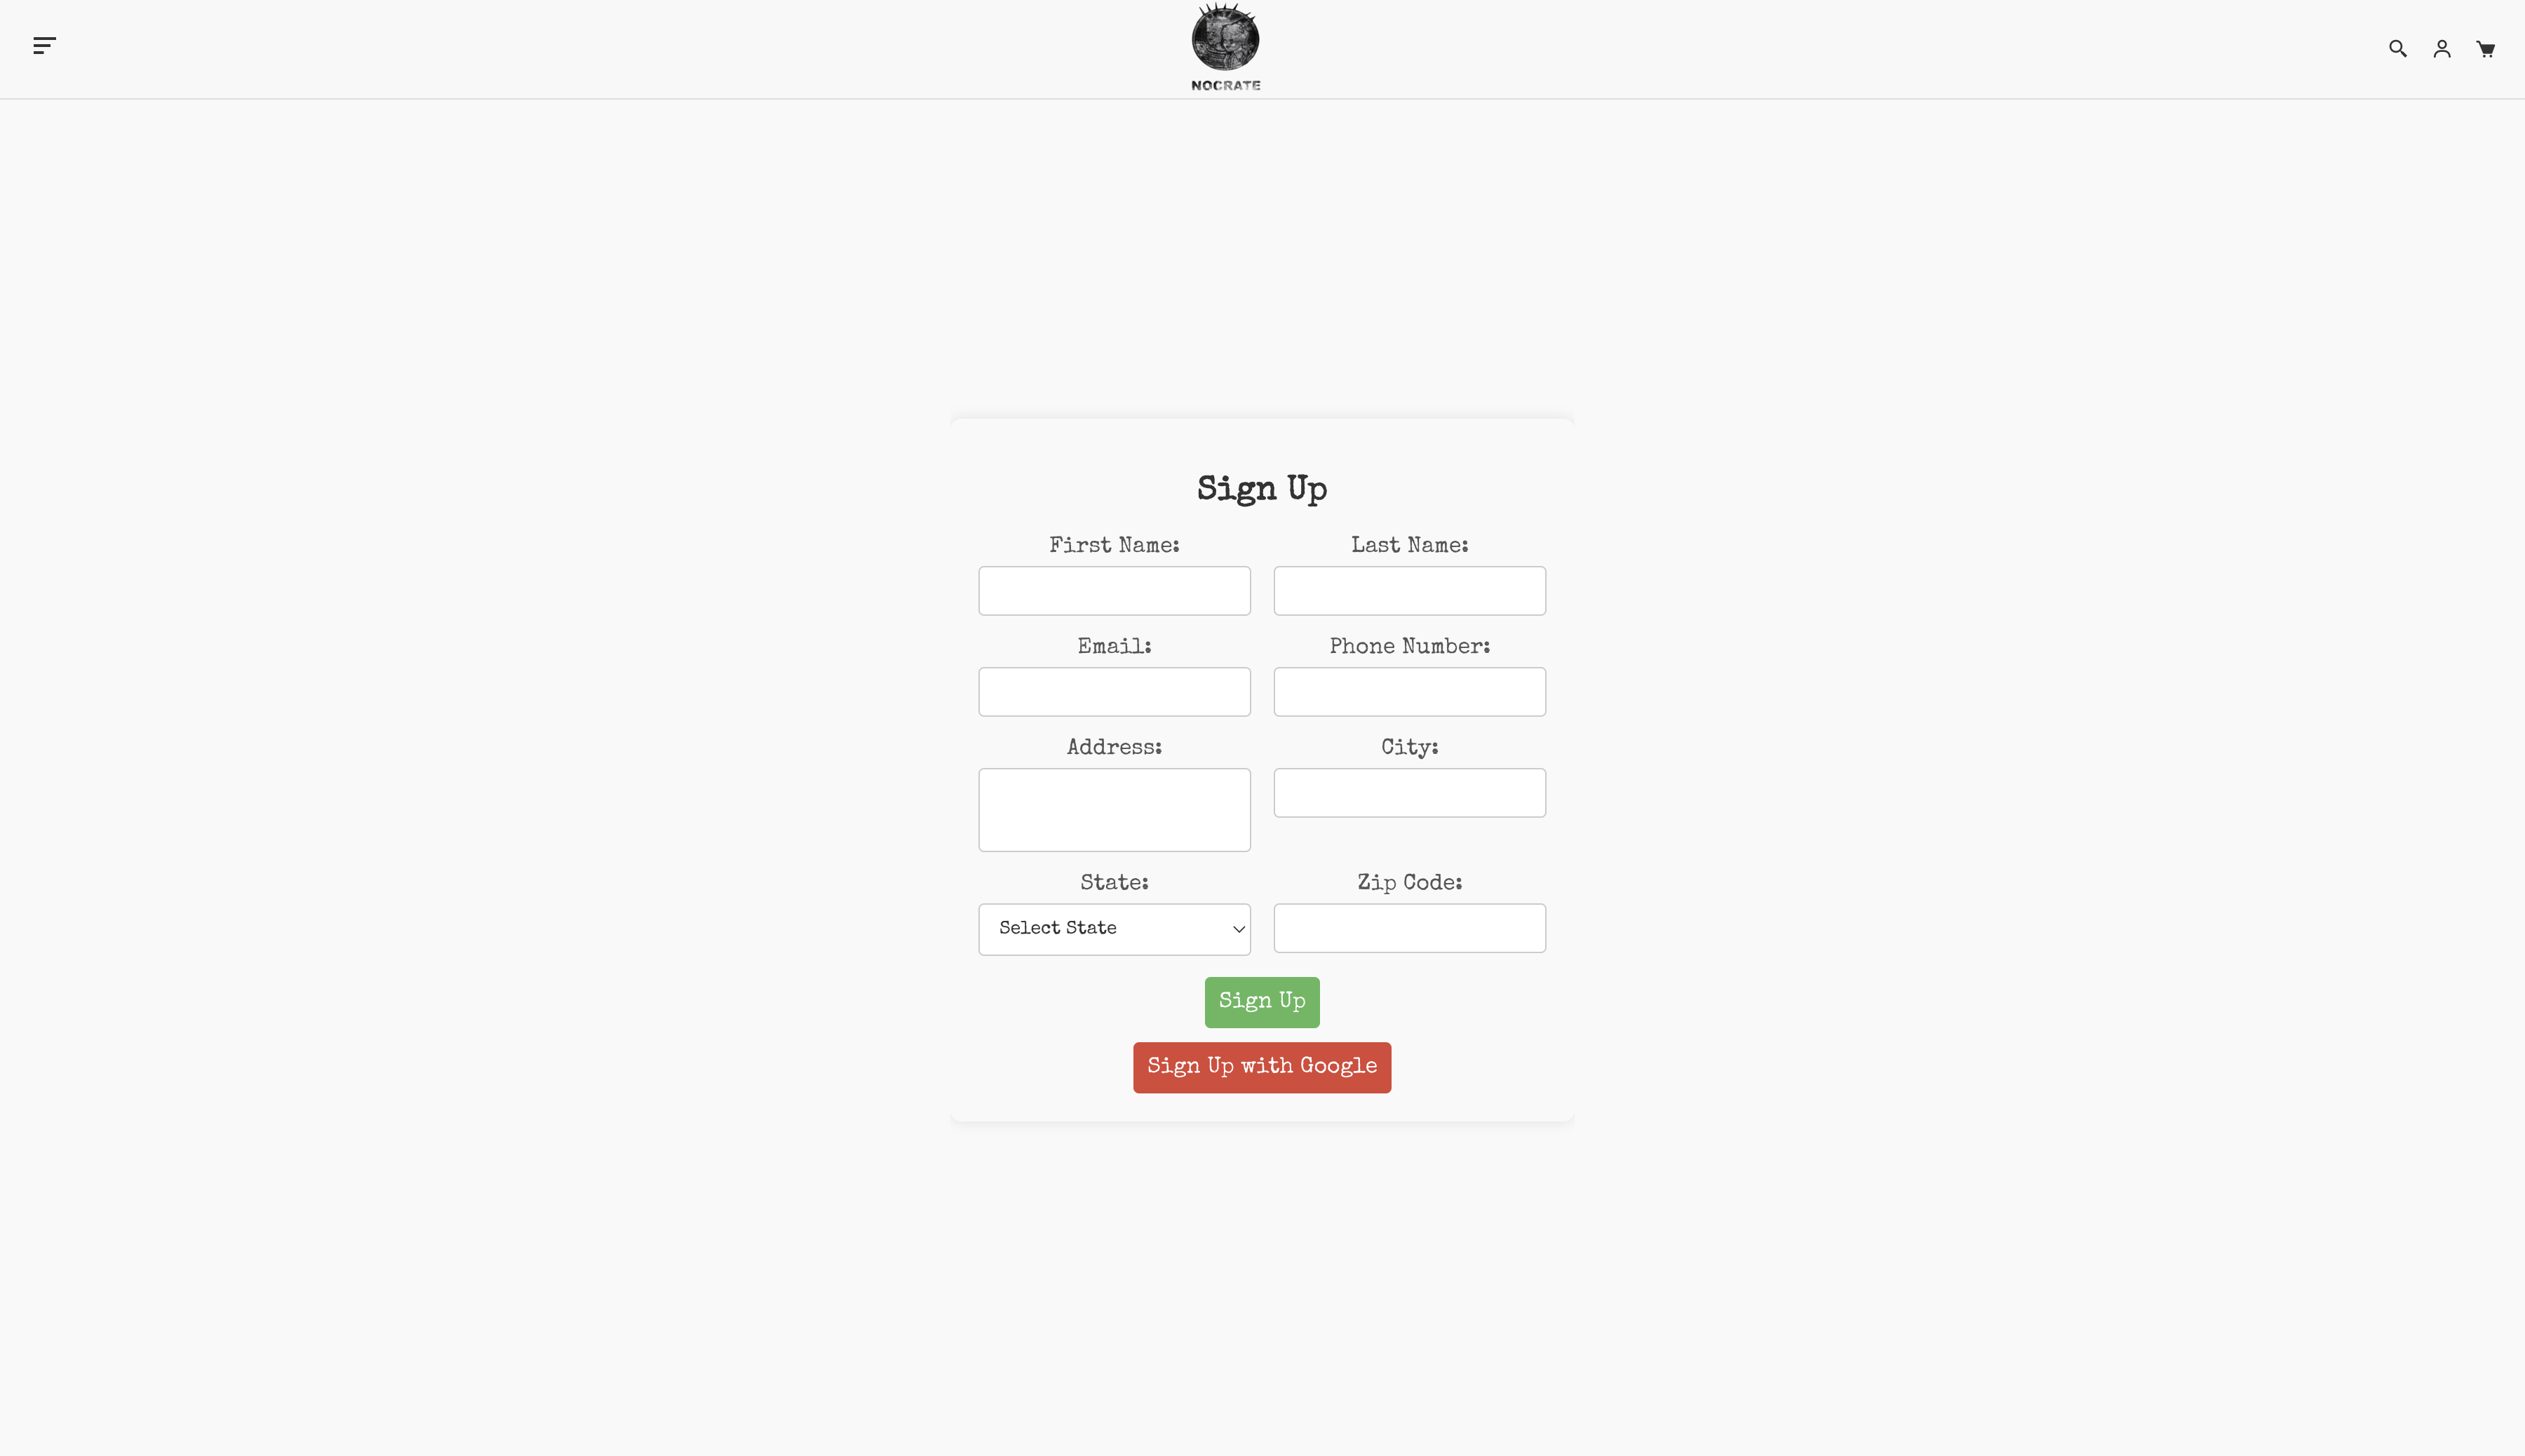 NOCRATE
Sign Up
First Name: Last Name:
Email: Phone Number:
Address: City:
State: Zip Code:
Select State
Sign Up
Sign Up with Google